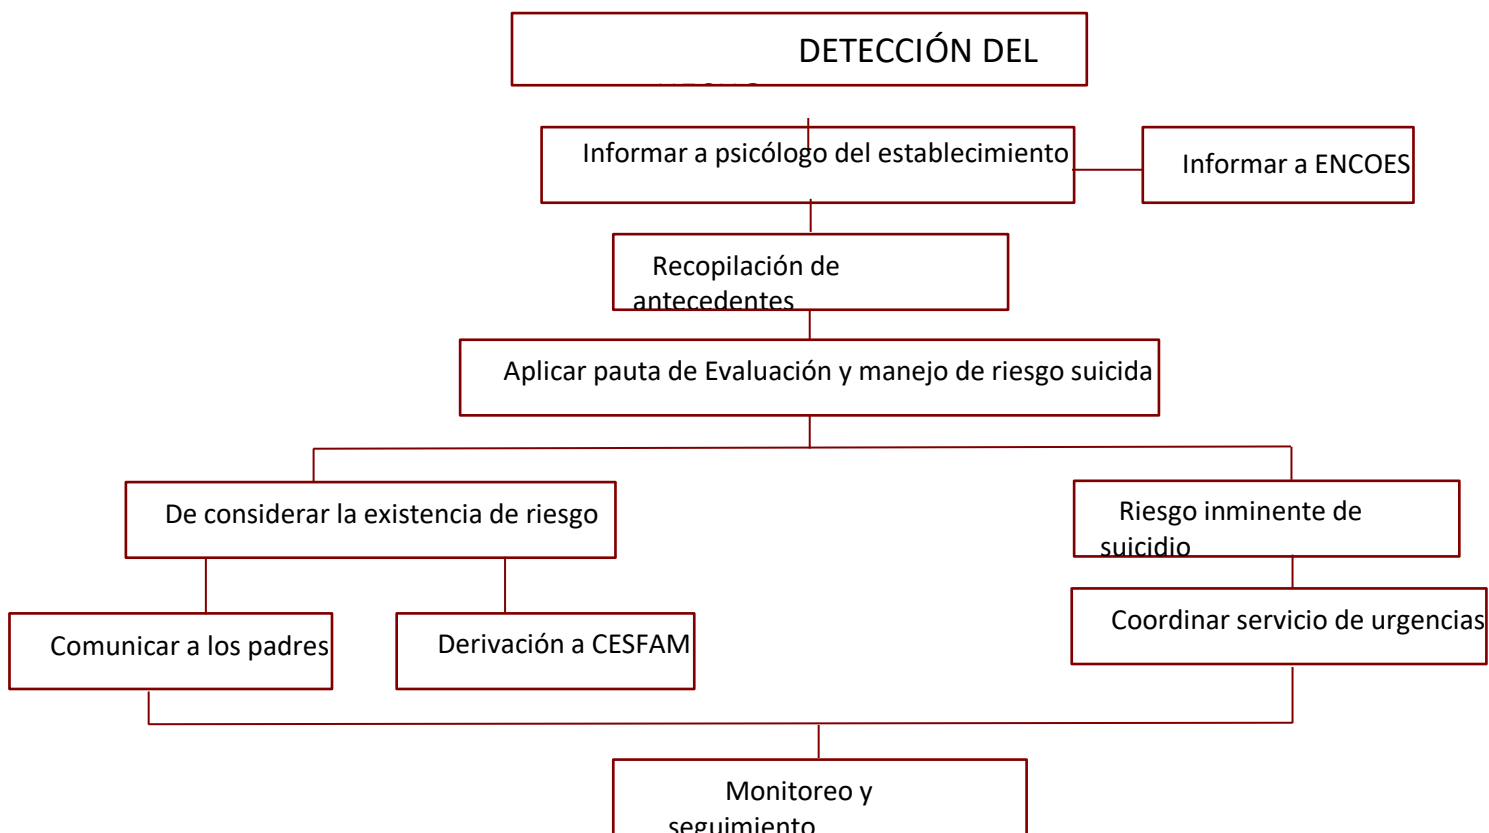 DETECCIÓN DEL
Informar a psicólogo del establecimiento
Informar a ENCOES
Recopilación de
antecedentes
Aplicar pauta de Evaluación y manejo de riesgo suicida
De considerar la existencia de riesgo
Riesgo inminente de
suicidio
Comunicar a los padres
Derivación a CESFAM
Coordinar servicio de urgencias
Monitoreo y
seguimiento